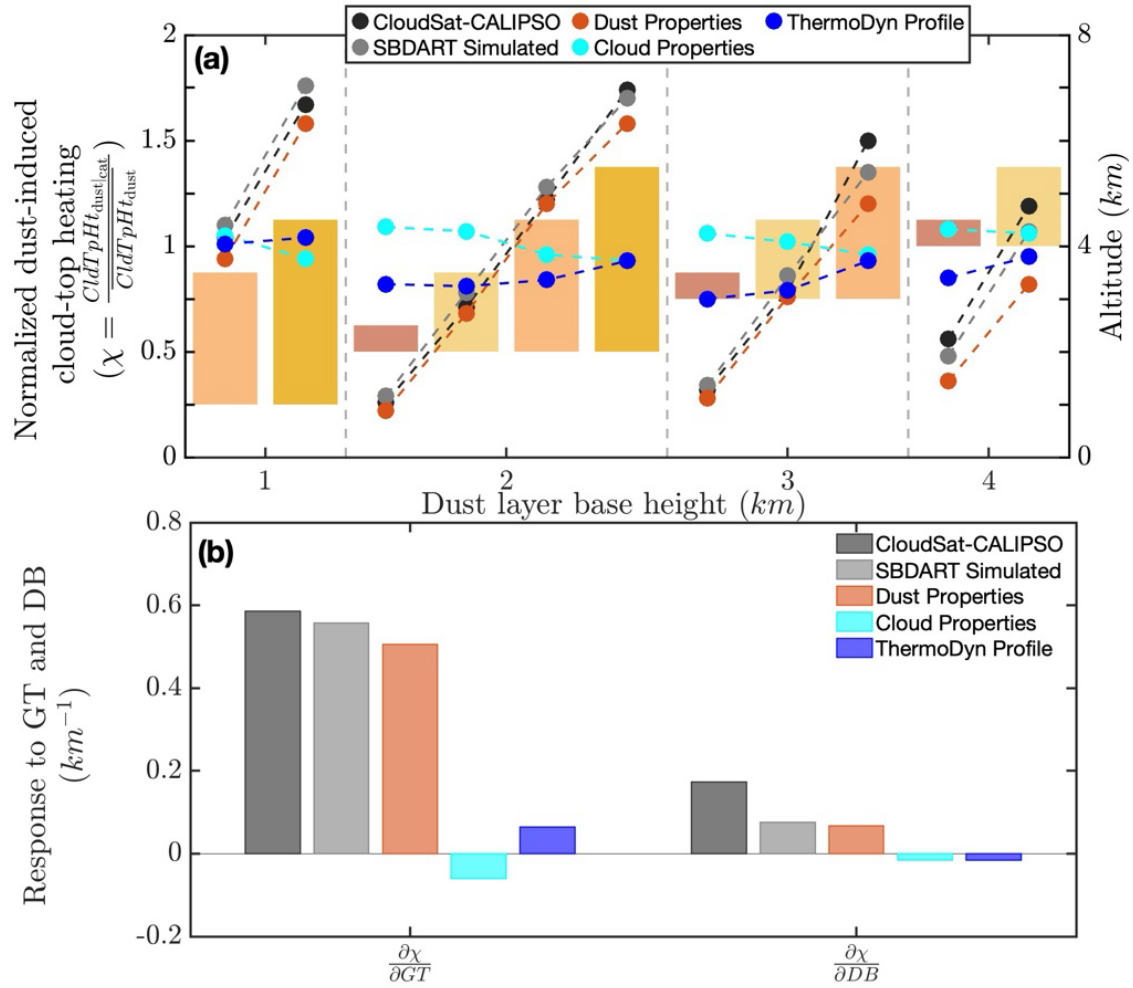 CloudSat-CALIPSO Dust Properties ThermoDyn Profile
SBDART Simulated Cloud Properties
(a)
Normalized dust-induced
cloud-top heating
(χ = CldTpHt_dust|cat / CldTpHt_dust)
2
1.5
1
0.5
0
8
4
0
Altitude (km)
1 2 3 4
Dust layer base height (km)
(b)
CloudSat-CALIPSO
SBDART Simulated
Dust Properties
Cloud Properties
ThermoDyn Profile
Response to GT and DB
(km⁻¹)
0.8
0.6
0.4
0.2
0
-0.2
∂χ/∂GT ∂χ/∂DB